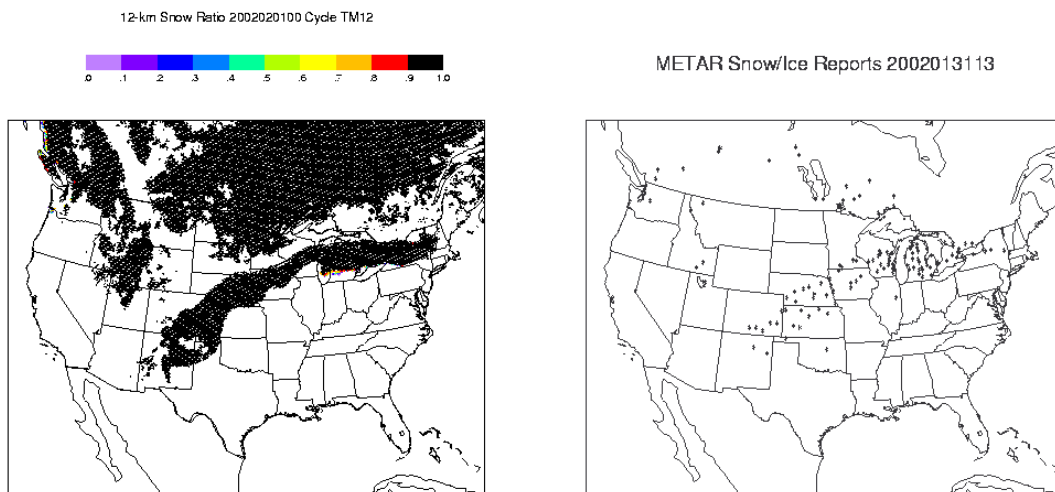 12-km Snow Ratio 2002020100 Cycle TM12
.0 .1 .2 .3 .4 .5 .6 .7 .8 .9 1.0
METAR Snow/Ice Reports 2002013113